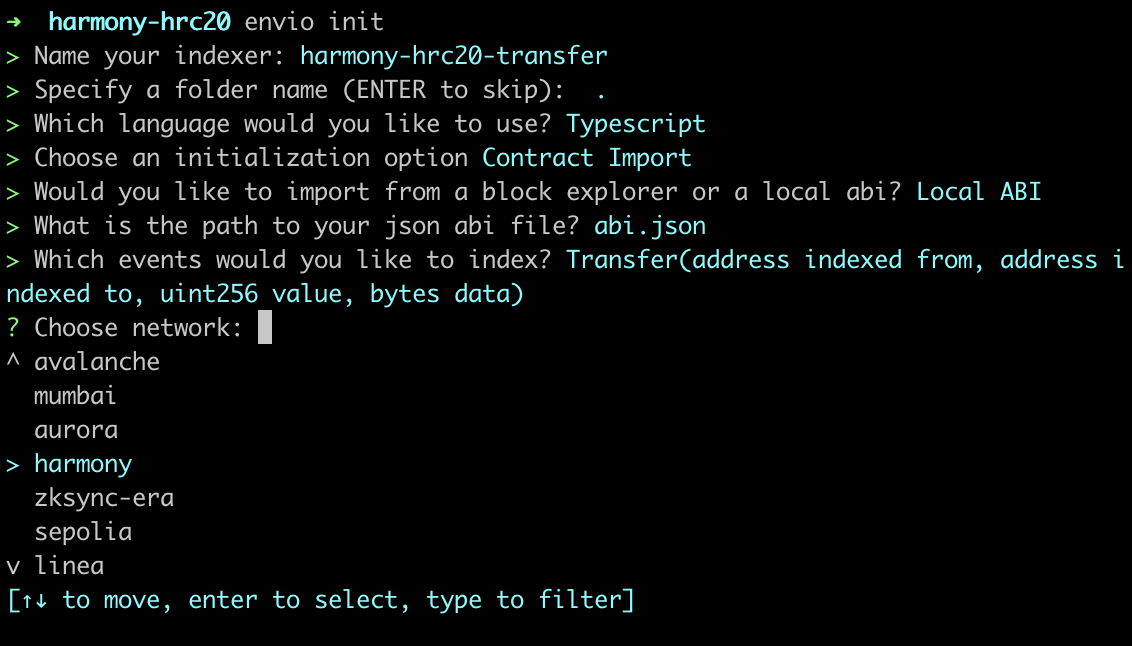 → harmony-hrc20 envio init
> Name your indexer: harmony-hrc20-transfer
> Specify a folder name (ENTER to skip):  .
> Which language would you like to use? Typescript
> Choose an initialization option Contract Import
> Would you like to import from a block explorer or a local abi? Local ABI
> What is the path to your json abi file? abi.json
> Which events would you like to index? Transfer(address indexed from, address i
ndexed to, uint256 value, bytes data)
? Choose network:
^ avalanche
  mumbai
  aurora
> harmony
  zksync-era
  sepolia
v linea
[↑↓ to move, enter to select, type to filter]